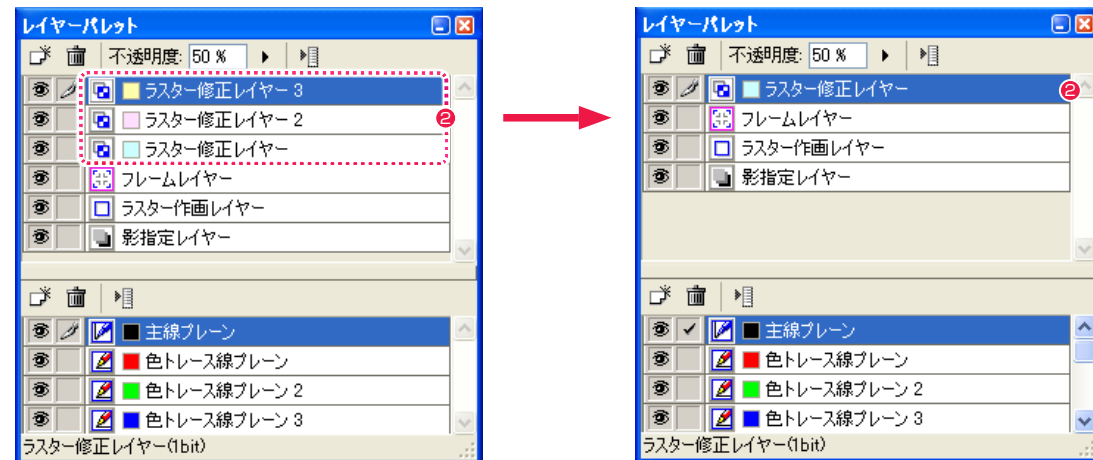 レイヤーパレット
不透明度: 50 %
ラスター修正レイヤー 3
ラスター修正レイヤー 2
ラスター修正レイヤー
2
フレームレイヤー
ラスター作画レイヤー
影指定レイヤー
主線プレーン
色トレース線プレーン
色トレース線プレーン 2
色トレース線プレーン 3
ラスター修正レイヤー(1bit)
レイヤーパレット
不透明度: 50 %
ラスター修正レイヤー
2
フレームレイヤー
ラスター作画レイヤー
影指定レイヤー
主線プレーン
色トレース線プレーン
色トレース線プレーン 2
色トレース線プレーン 3
ラスター修正レイヤー(1bit)